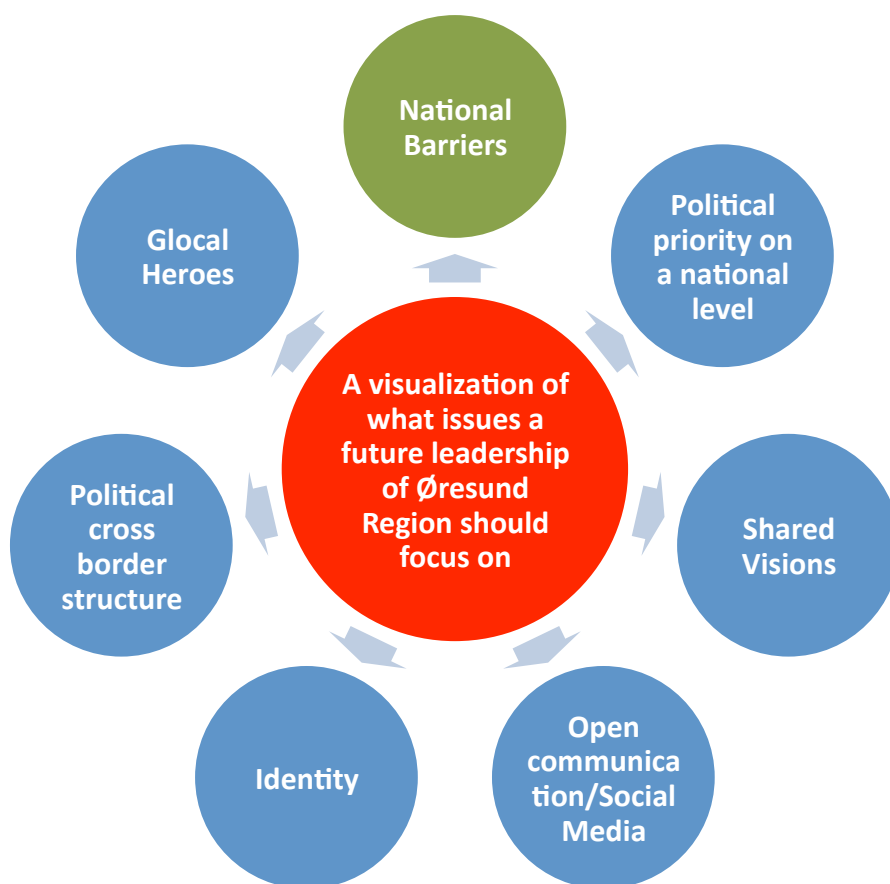 National
Barriers
Political
priority on
a national
level
Shared
Visions
Open
communica
tion/Social
Media
Identity
Political
cross
border
structure
Glocal
Heroes
A visualization of
what issues a
future leadership
of Øresund
Region should
focus on